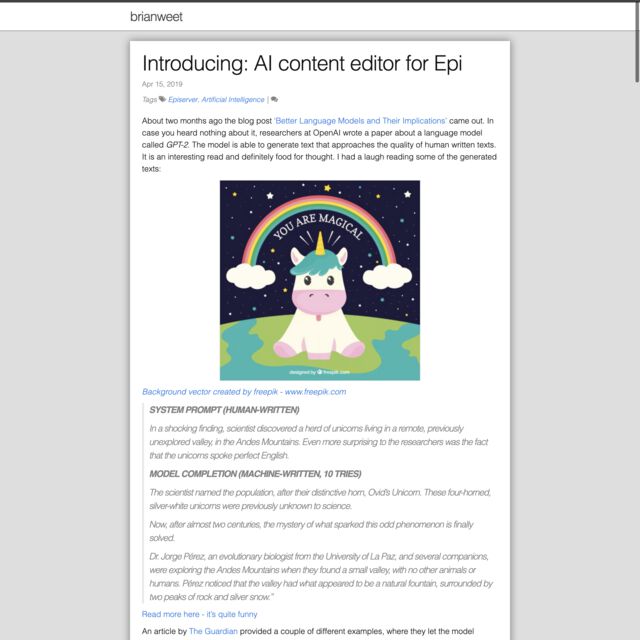 brianweet
Introducing: AI content editor for Epi
Apr 15, 2019
Tags Episerver, Artificial Intelligence |
About two months ago the blog post 'Better Language Models and Their Implications' came out. In
case you heard nothing about it, researchers at OpenAI wrote a paper about a language model
called GPT-2. The model is able to generate text that approaches the quality of human written texts.
It is an interesting read and definitely food for thought. I had a laugh reading some of the generated
texts:
YOU ARE MAGICAL
designed by freepik.com
Background vector created by freepik - www.freepik.com
SYSTEM PROMPT (HUMAN-WRITTEN)
In a shocking finding, scientist discovered a herd of unicorns living in a remote, previously
unexplored valley, in the Andes Mountains. Even more surprising to the researchers was the fact
that the unicorns spoke perfect English.
MODEL COMPLETION (MACHINE-WRITTEN, 10 TRIES)
The scientist named the population, after their distinctive horn, Ovid's Unicorn. These four-horned,
silver-white unicorns were previously unknown to science.
Now, after almost two centuries, the mystery of what sparked this odd phenomenon is finally
solved.
Dr. Jorge Pérez, an evolutionary biologist from the University of La Paz, and several companions,
were exploring the Andes Mountains when they found a small valley, with no other animals or
humans. Pérez noticed that the valley had what appeared to be a natural fountain, surrounded by
two peaks of rock and silver snow."
Read more here - it's quite funny
An article by The Guardian provided a couple of different examples, where they let the model